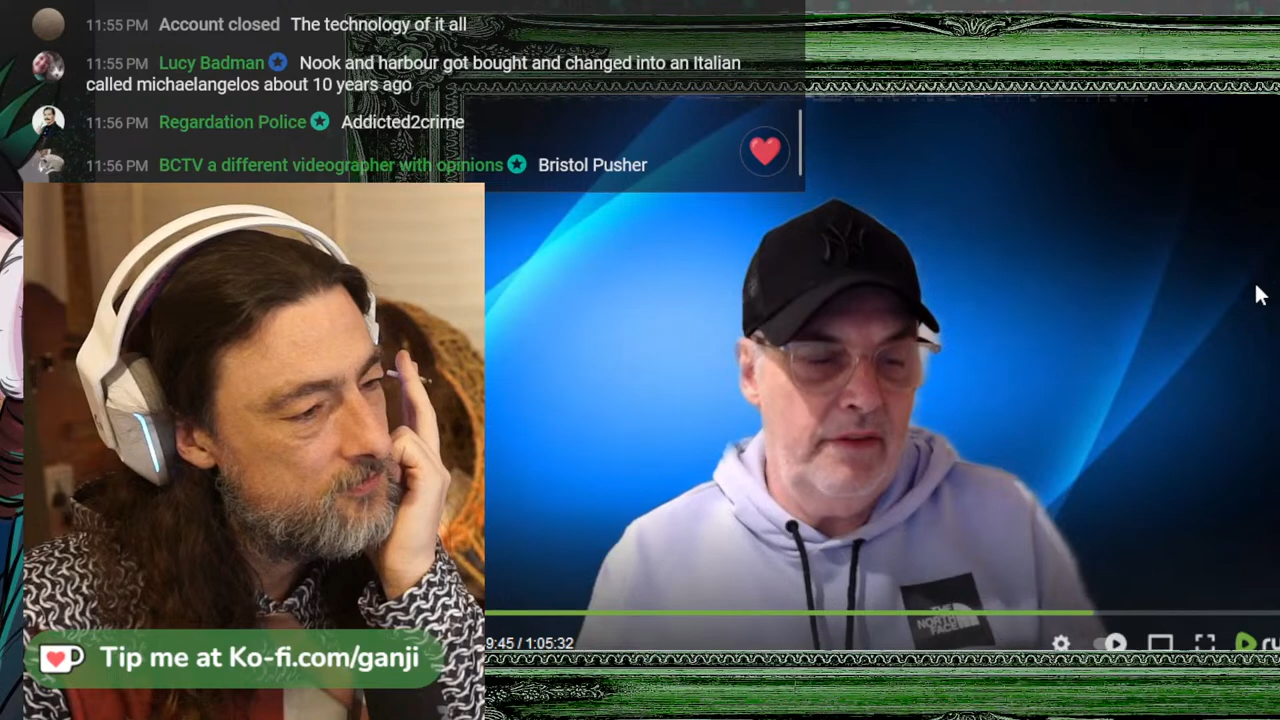 11:55 PM Account closed The technology of it all
11:55 PM Lucy Badman Nook and harbour got bought and changed into an Italian
called michaelangelos about 10 years ago
11:56 PM Regardation Police Addicted2crime
11:56 PM BCTV a different videographer with opinions Bristol Pusher
NY
THE
NORTH
FACE
Tip me at Ko-fi.com/ganji
9:45 / 1:05:32